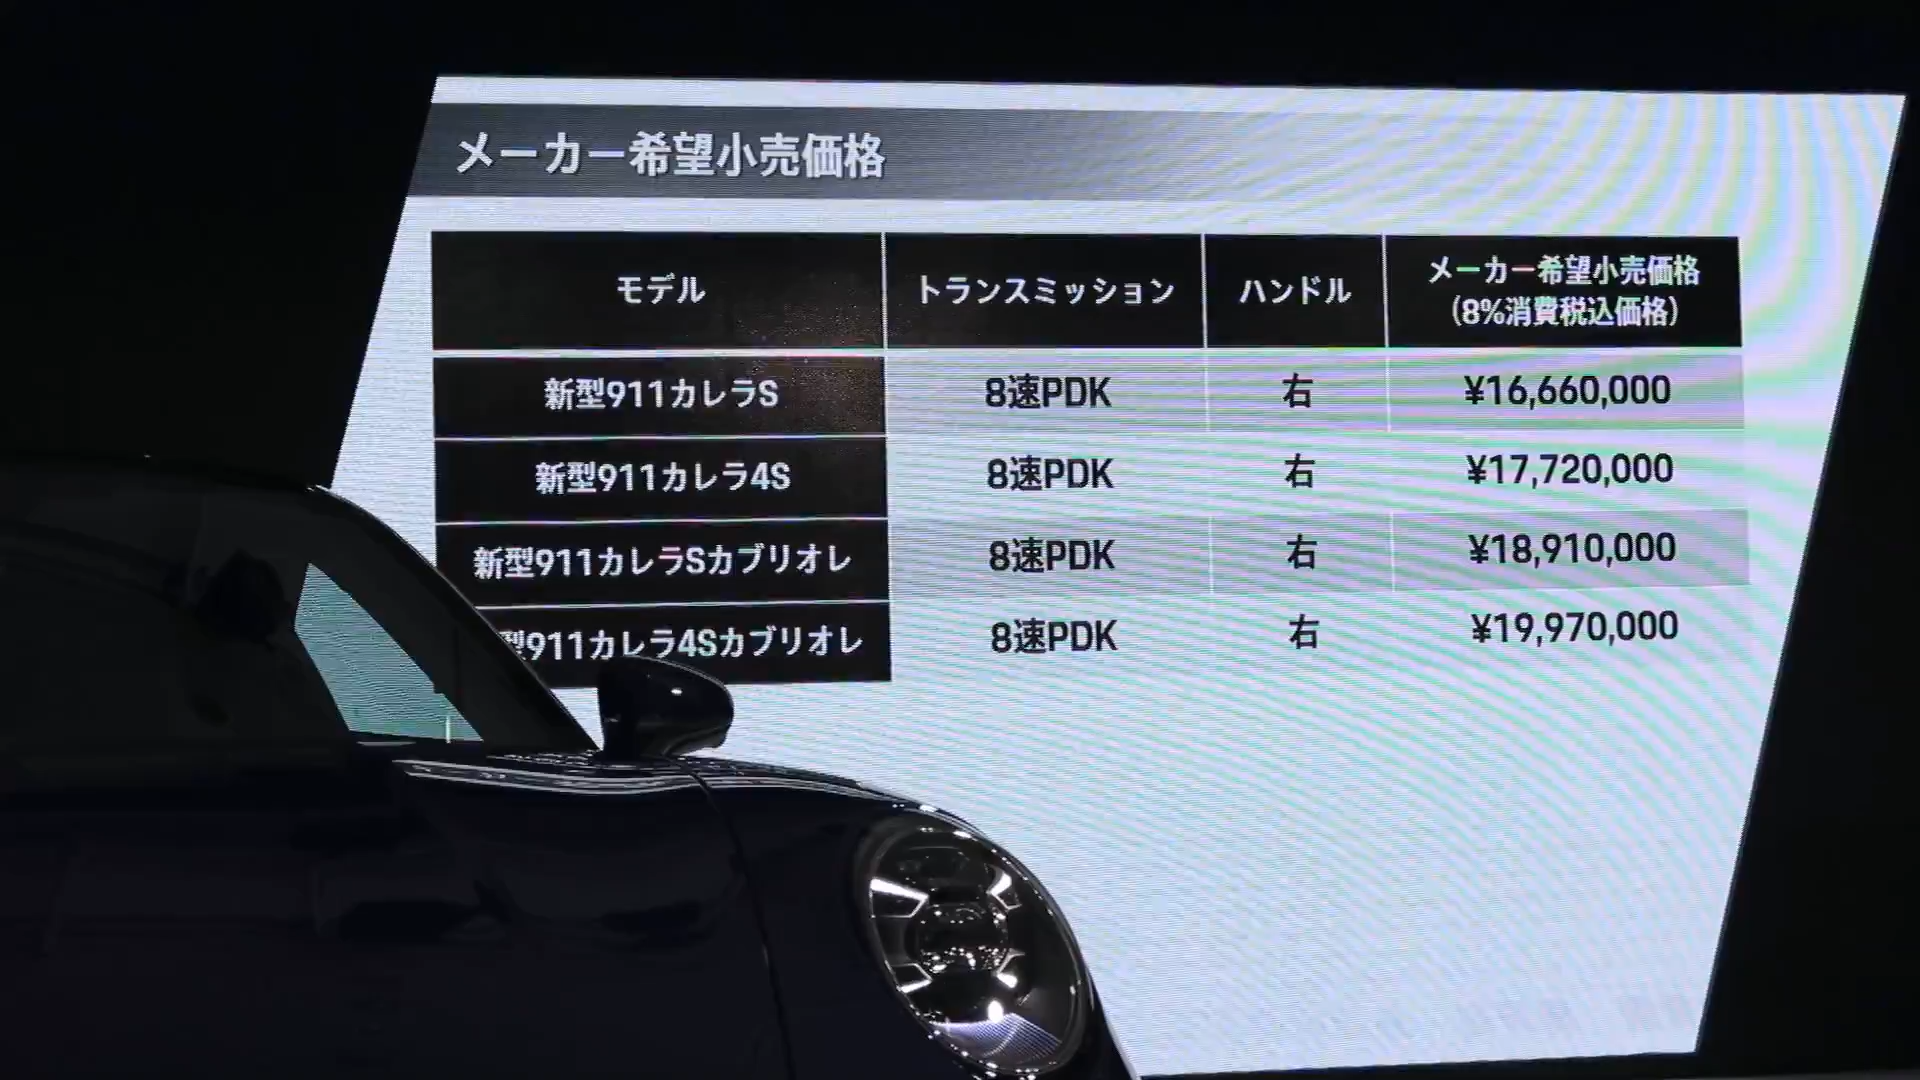 メーカー希望小売価格
モデル トランスミッション ハンドル メーカー希望小売価格
(8%消費税込価格)
新型911カレラS 8速PDK 右 ¥16,660,000
新型911カレラ4S 8速PDK 右 ¥17,720,000
新型911カレラSカブリオレ 8速PDK 右 ¥18,910,000
型911カレラ4Sカブリオレ 8速PDK 右 ¥19,970,000